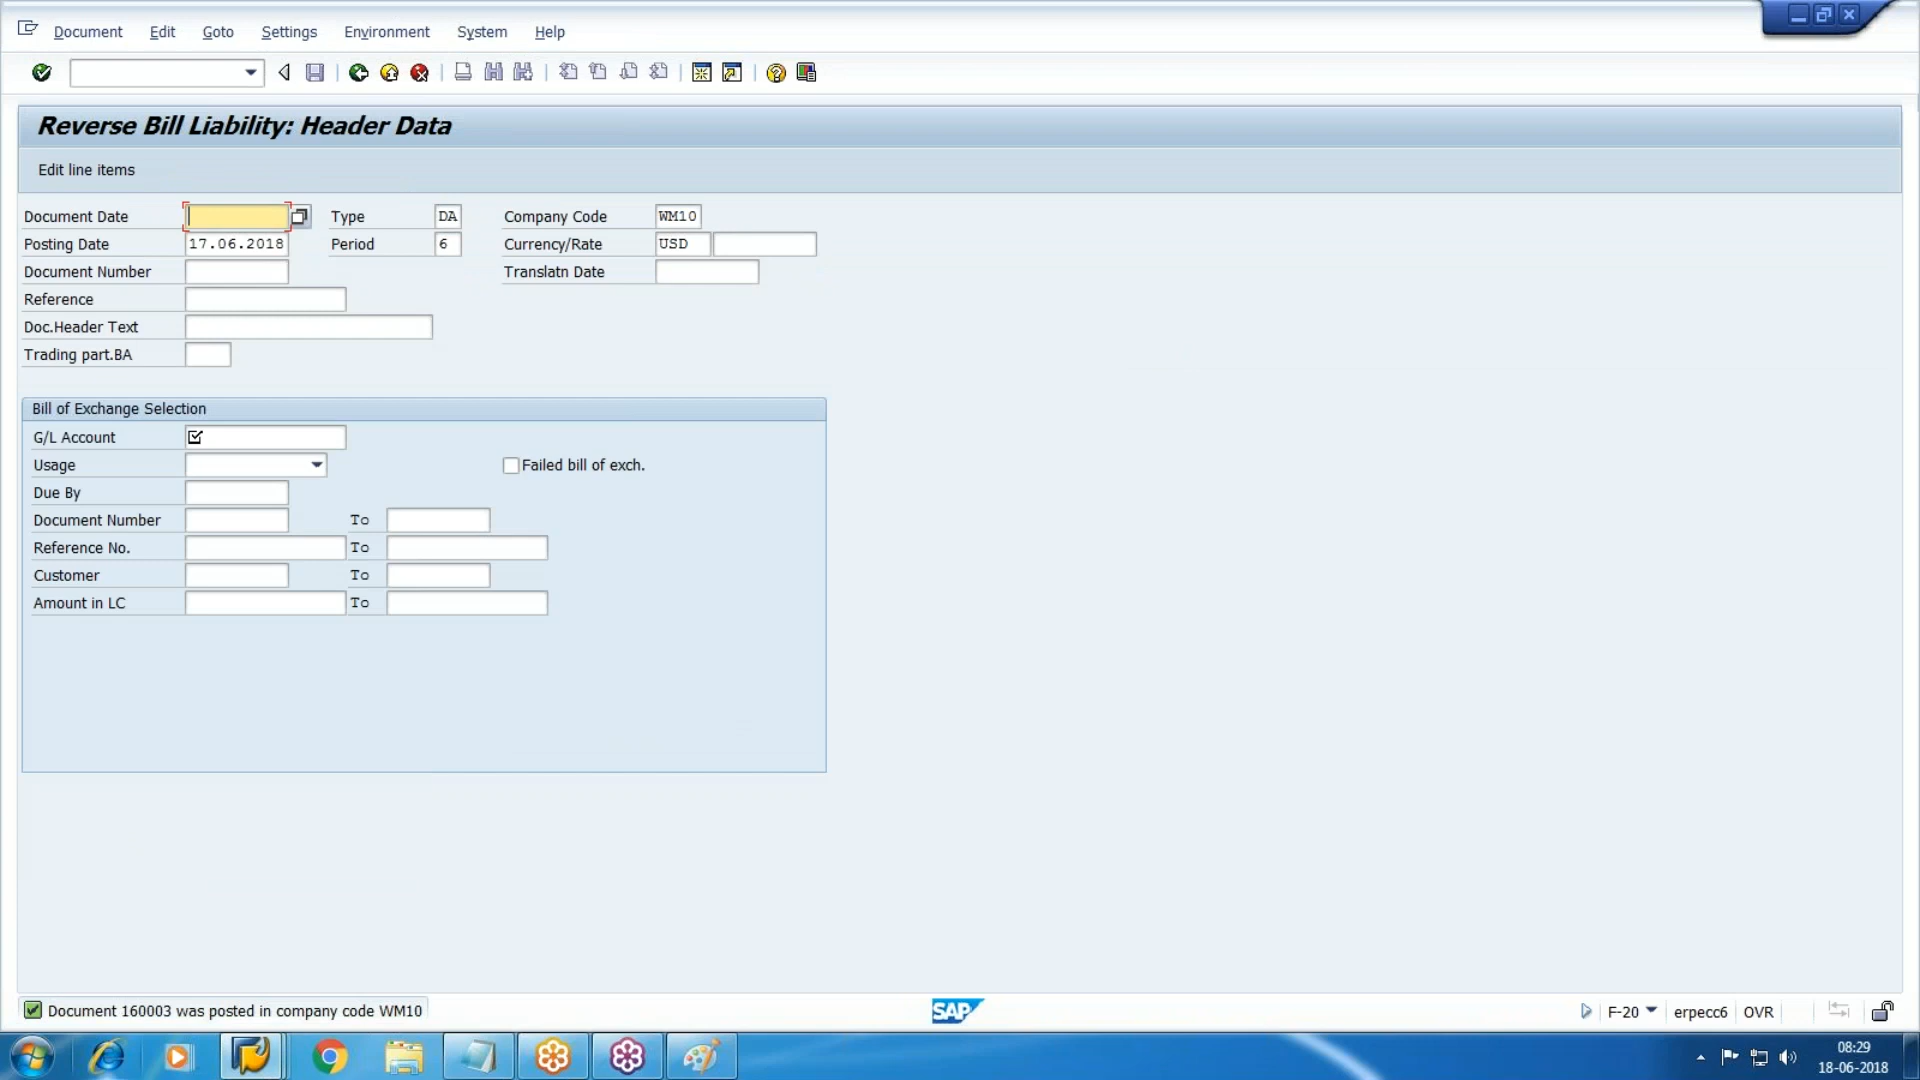 Document Edit Goto Settings Environment System Help
Reverse Bill Liability: Header Data
Edit line items
Document Date Type DA Company Code WM10
Posting Date 17.06.2018 Period 6 Currency/Rate USD
Document Number Translatn Date
Reference
Doc.Header Text
Trading part.BA
Bill of Exchange Selection
G/L Account
Usage Failed bill of exch.
Due By
Document Number To
Reference No. To
Customer To
Amount in LC To
Document 160003 was posted in company code WM10 SAP F-20 erpecc6 OVR
08:29
18-06-2018